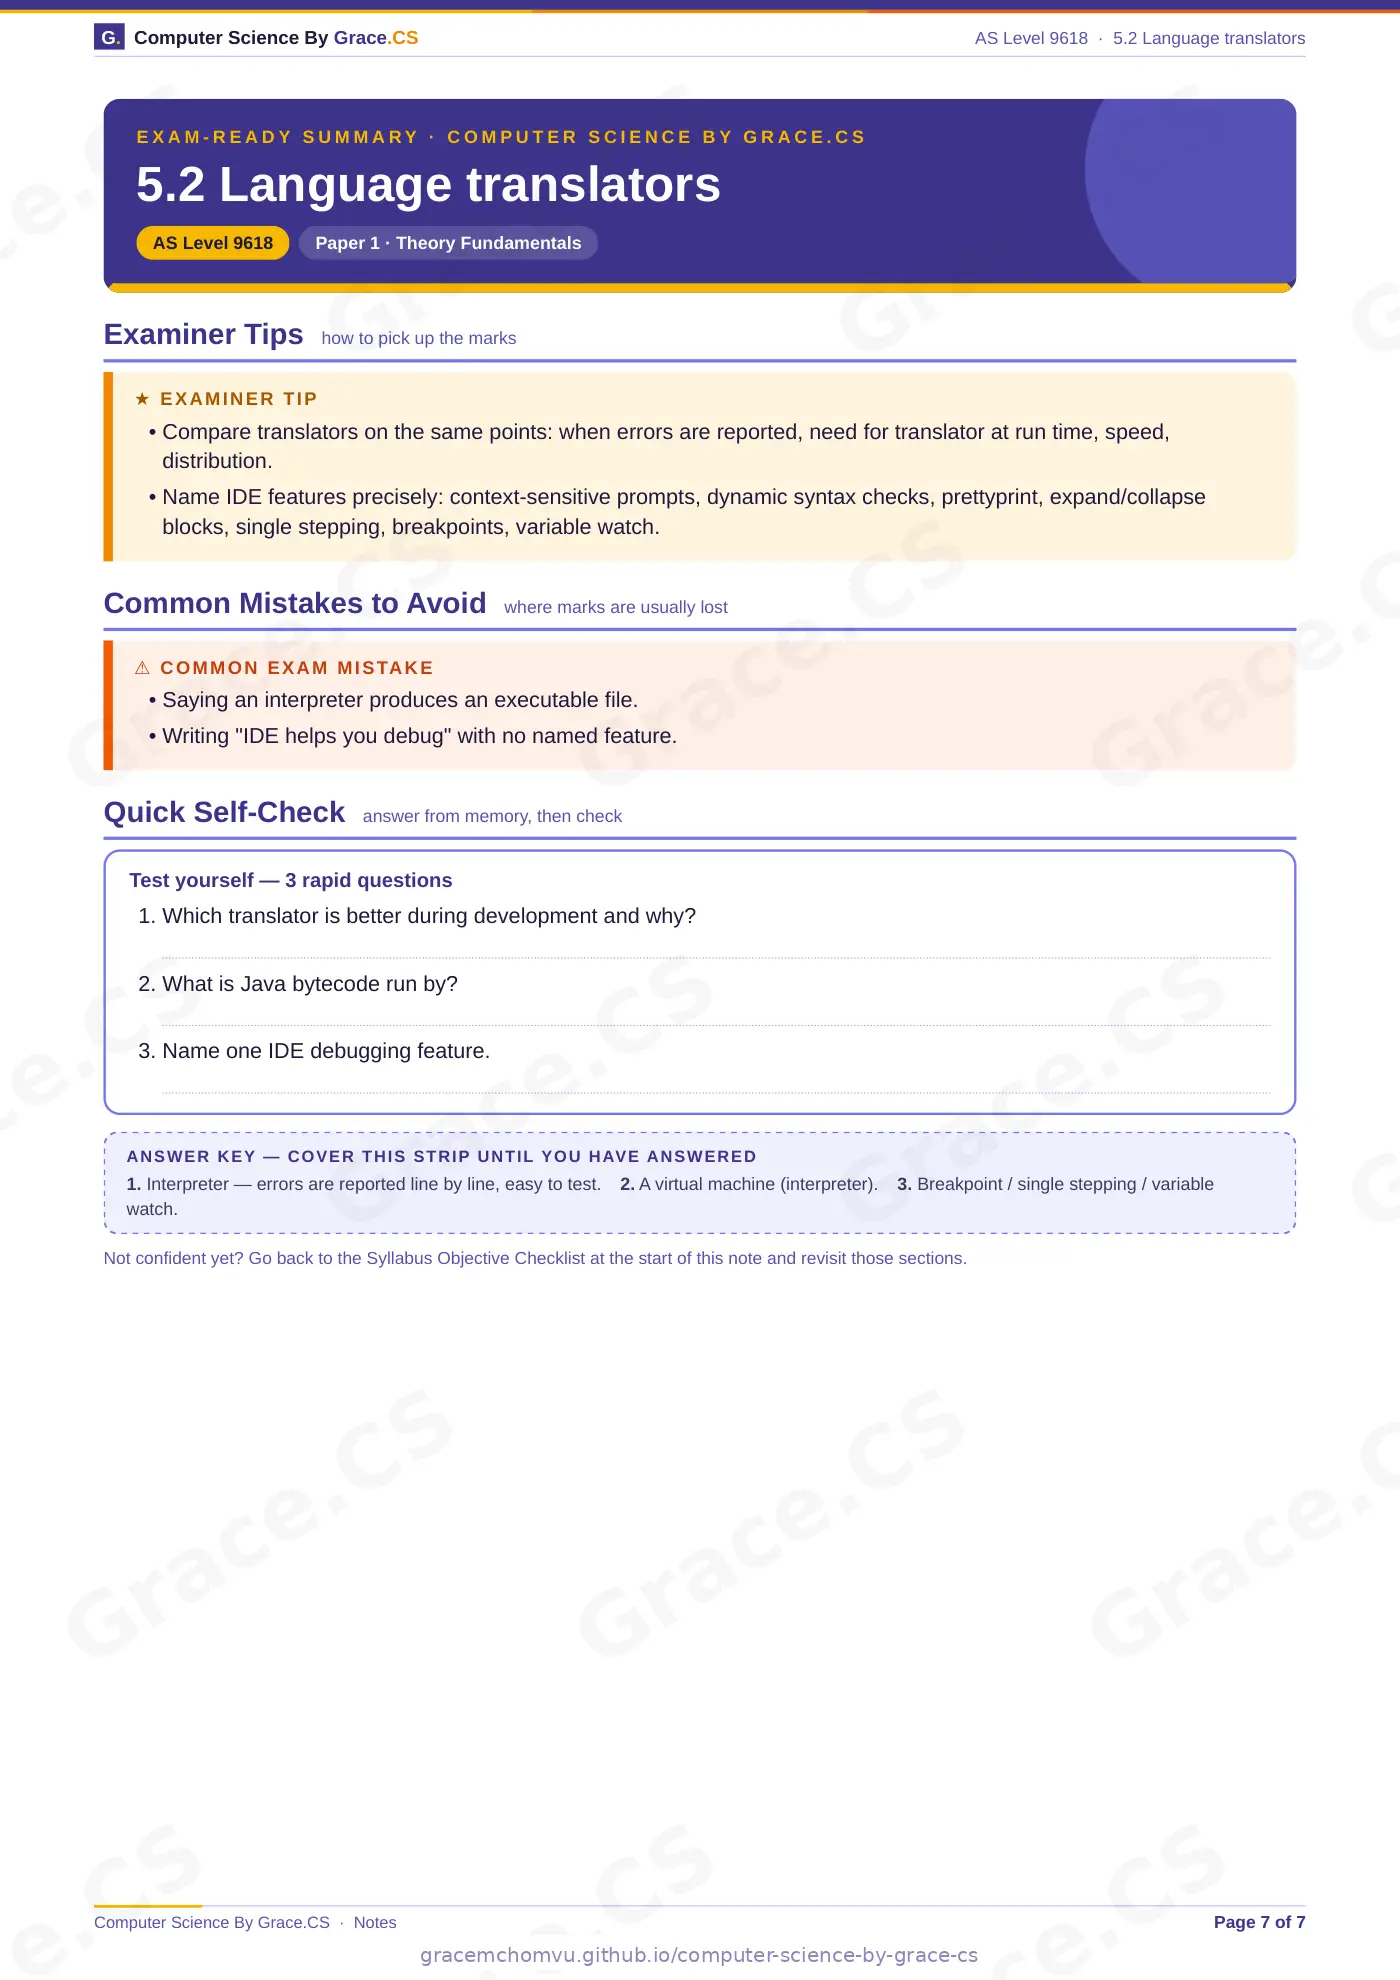 G. Computer Science By Grace.CS
AS Level 9618 · 5.2 Language translators
EXAM-READY SUMMARY · COMPUTER SCIENCE BY GRACE.CS
5.2 Language translators
AS Level 9618 Paper 1 · Theory Fundamentals
Examiner Tips how to pick up the marks
★ EXAMINER TIP
• Compare translators on the same points: when errors are reported, need for translator at run time, speed,
distribution.
• Name IDE features precisely: context-sensitive prompts, dynamic syntax checks, prettyprint, expand/collapse
blocks, single stepping, breakpoints, variable watch.
Common Mistakes to Avoid where marks are usually lost
⚠ COMMON EXAM MISTAKE
• Saying an interpreter produces an executable file.
• Writing "IDE helps you debug" with no named feature.
Quick Self-Check answer from memory, then check
Test yourself — 3 rapid questions
1. Which translator is better during development and why?
2. What is Java bytecode run by?
3. Name one IDE debugging feature.
ANSWER KEY — COVER THIS STRIP UNTIL YOU HAVE ANSWERED
1. Interpreter — errors are reported line by line, easy to test. 2. A virtual machine (interpreter). 3. Breakpoint / single stepping / variable
watch.
Not confident yet? Go back to the Syllabus Objective Checklist at the start of this note and revisit those sections.
Computer Science By Grace.CS · Notes
Page 7 of 7
gracemchomvu.github.io/computer-science-by-grace-cs